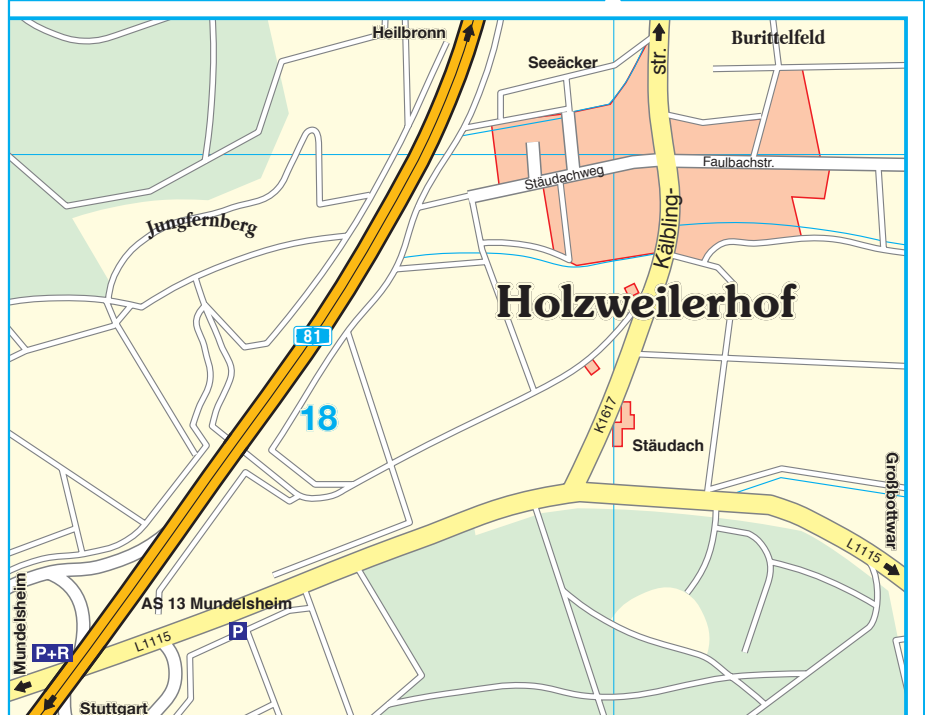 Heilbronn
str.
Burittelfeld
Seeäcker
Faulbachstr.
Stäudachweg
Jungfernberg
Kälbling-
Holzweilerhof
81
18
K1617
Stäudach
Großbottwar
L1115
Mundelsheim
AS 13 Mundelsheim
P
L1115
P+R
Stuttgart